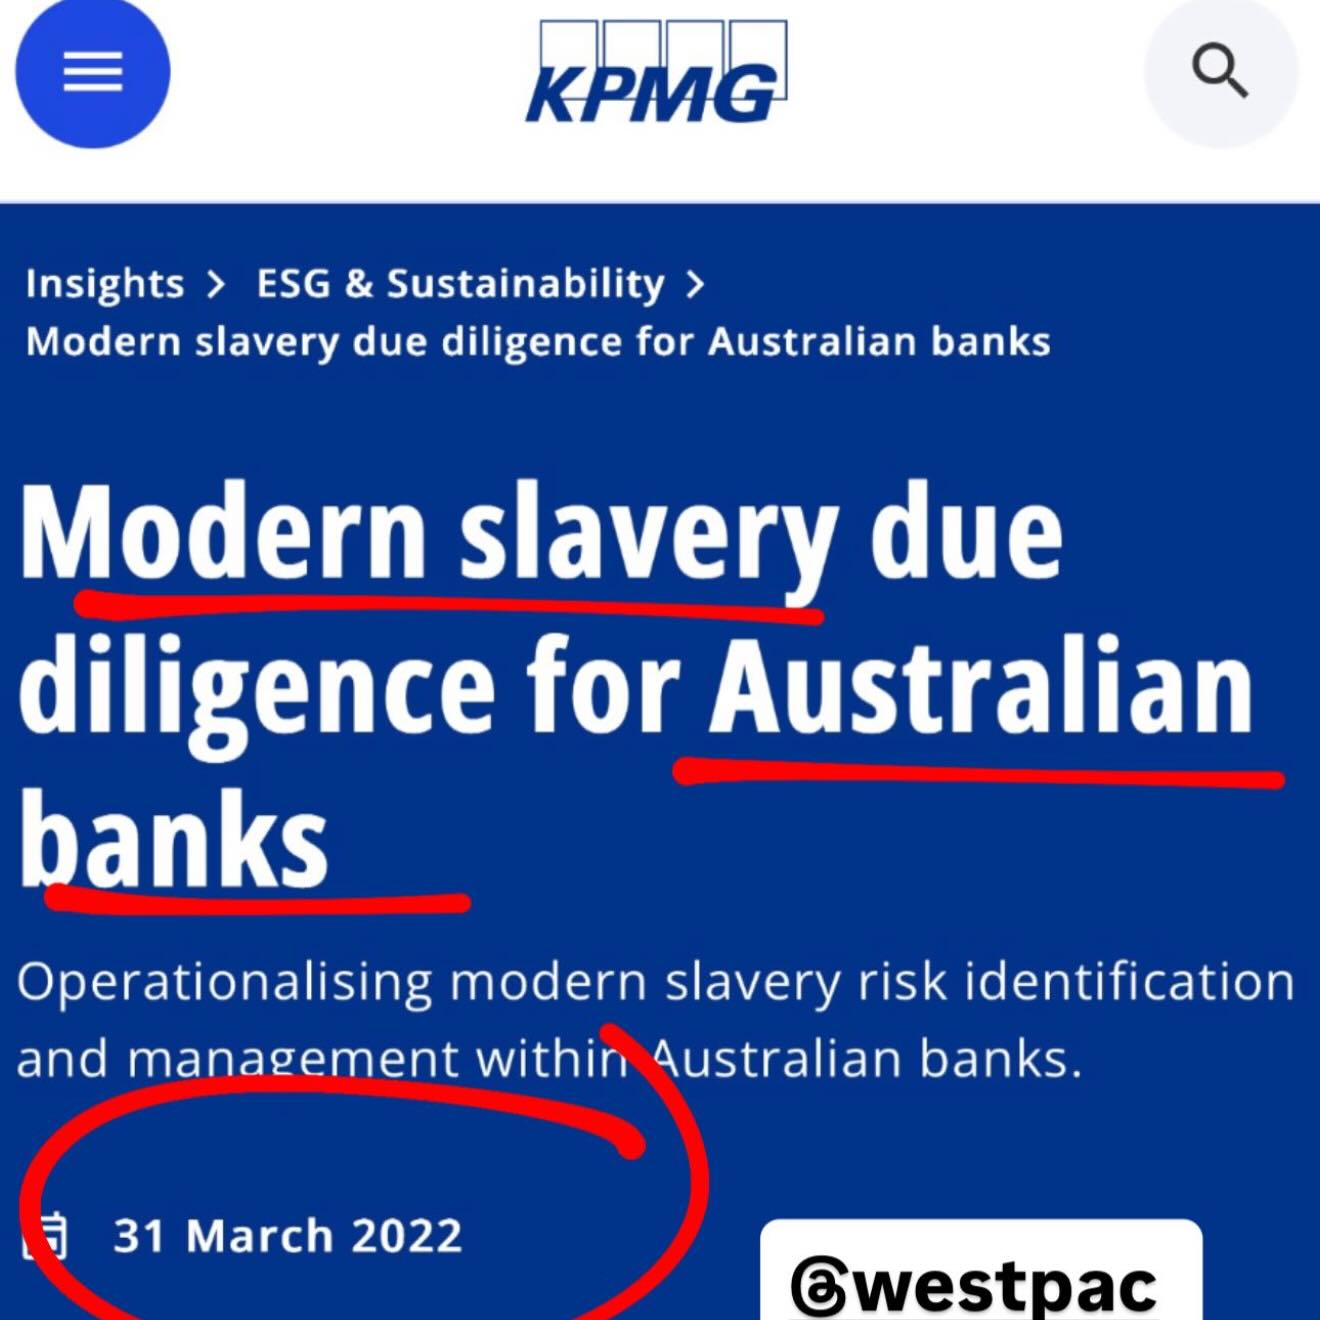 KPMG
Insights > ESG & Sustainability >
Modern slavery due diligence for Australian banks
Modern slavery due
diligence for Australian
banks
Operationalising modern slavery risk identification
and management within Australian banks.
31 March 2022
@westpac